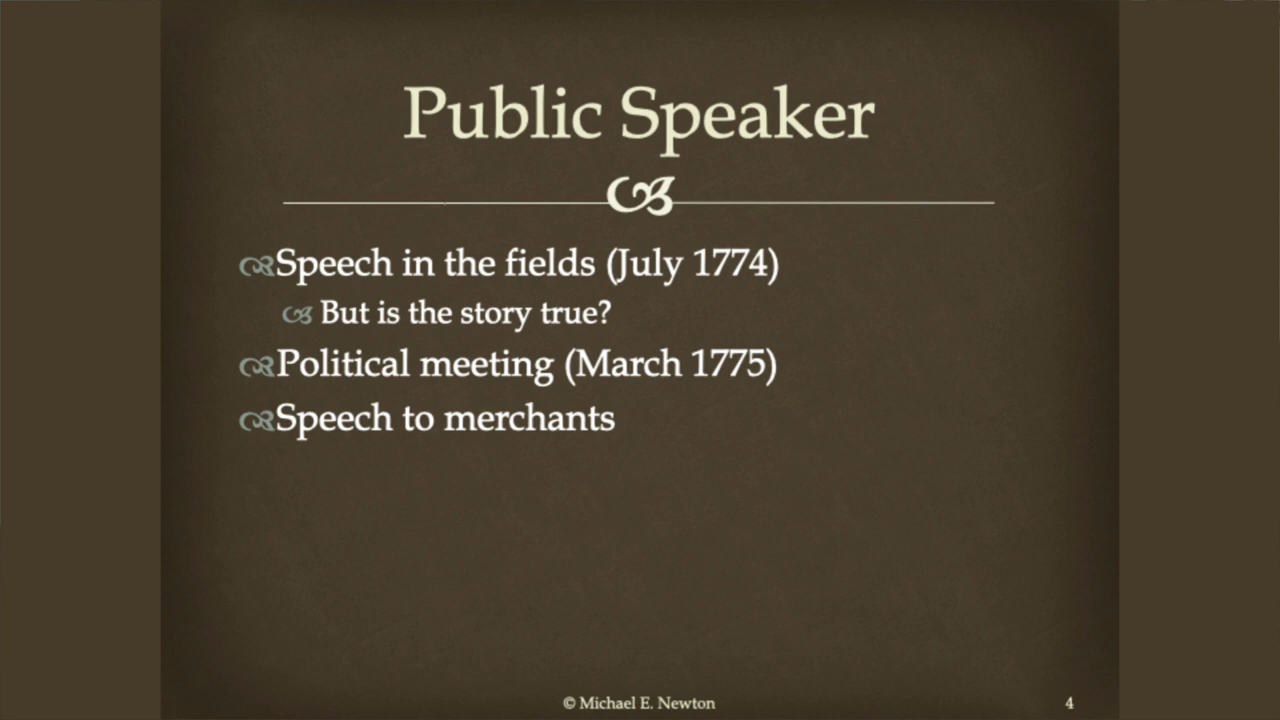 Public Speaker
Speech in the fields (July 1774)
But is the story true?
Political meeting (March 1775)
Speech to merchants
© Michael E. Newton
4